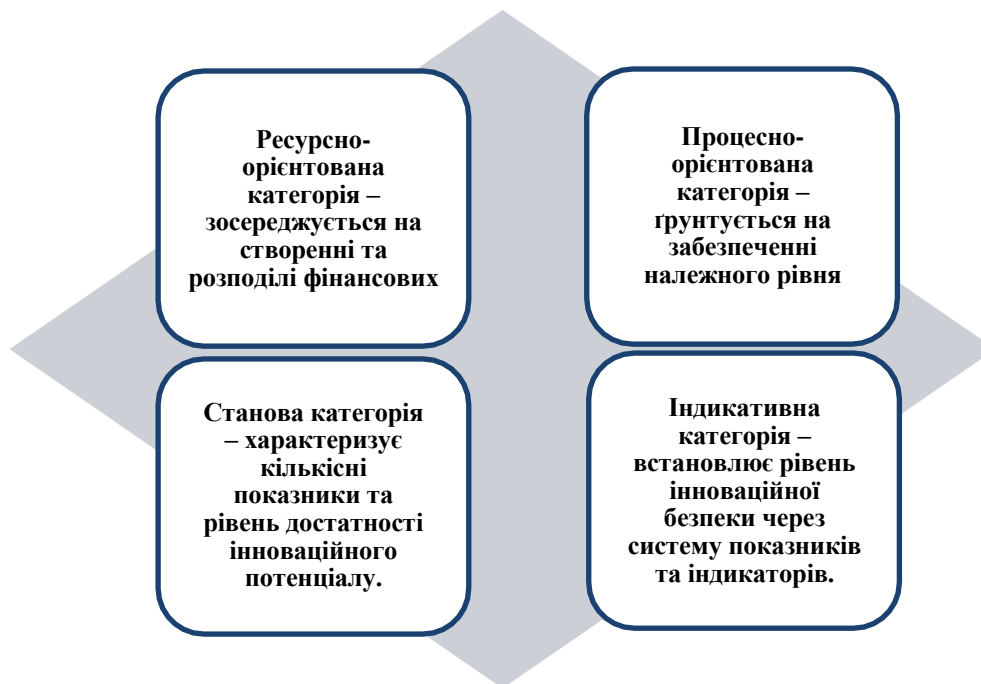 Ресурсно-
орієнтована
категорія –
зосереджується на
створенні та
розподілі фінансових
Процесно-
орієнтована
категорія –
ґрунтується на
забезпеченні
належного рівня
Станова категорія
– характеризує
кількісні
показники та
рівень достатності
інноваційного
потенціалу.
Індикативна
категорія –
встановлює рівень
інноваційної
безпеки через
систему показників
та індикаторів.